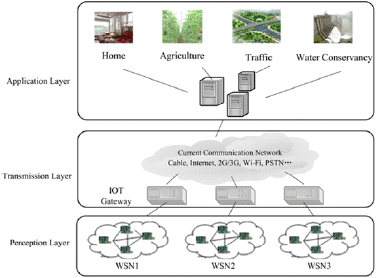 Home Agriculture Traffic Water Conservancy
Application Layer
Current Communication Network
Cable, Internet, 2G/3G, Wi-Fi, PSTN···
Transmission Layer
IOT
Gateway
Perception Layer
WSN1 WSN2 WSN3